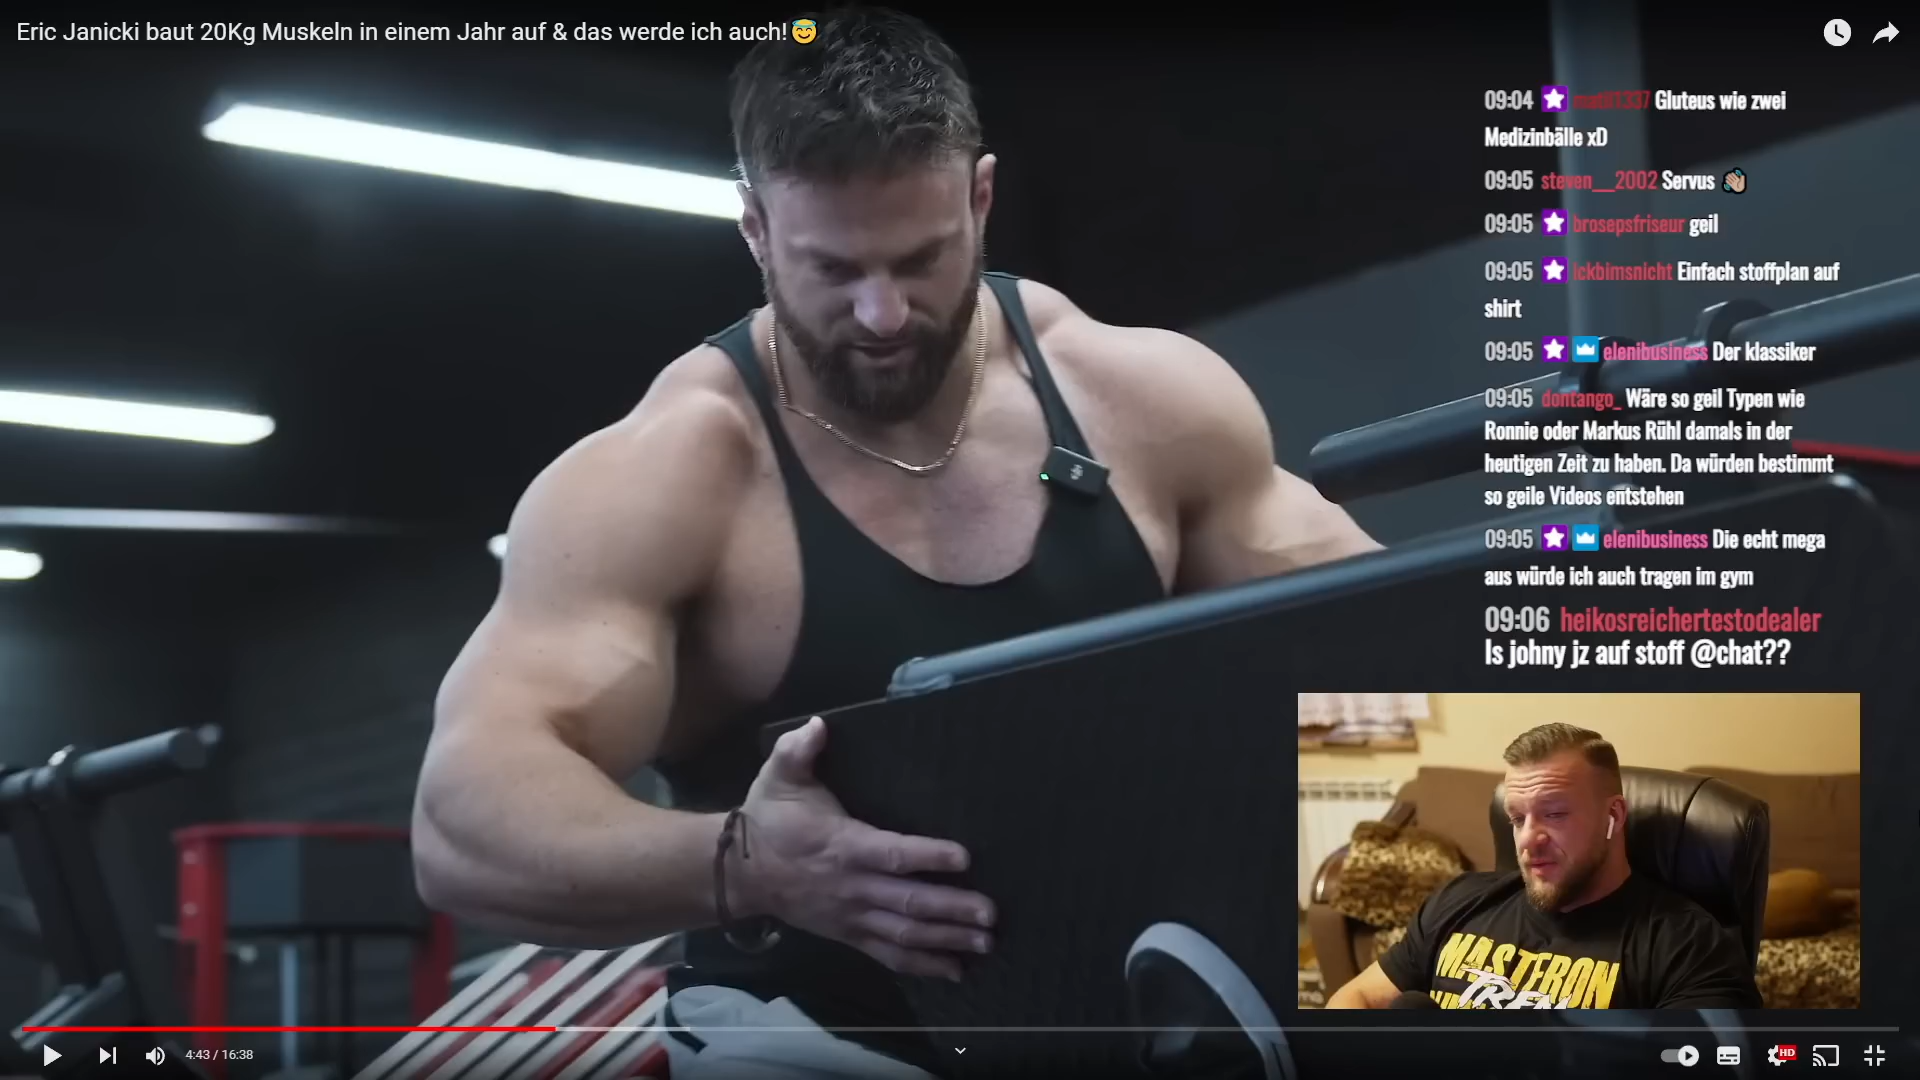 Eric Janicki baut 20Kg Muskeln in einem Jahr auf & das werde ich auch!😇
09:04 Gluteus wie zwei
Medizinbälle xD
09:05 steven__2002 Servus 👋🏼
09:05 brosepsfriseur geil
09:05 ickbimsnicht Einfach stoffplan auf
shirt
09:05 elenibusiness Der klassiker
09:05 dontango_ Wäre so geil Typen wie
Ronnie oder Markus Rühl damals in der
heutigen Zeit zu haben. Da würden bestimmt
so geile Videos entstehen
09:05 elenibusiness Die echt mega
aus würde ich auch tragen im gym
09:06 heikosreichertestodealer
Is johny jz auf stoff @chat??
MASTERON
TREN
4:43 / 16:38
HD